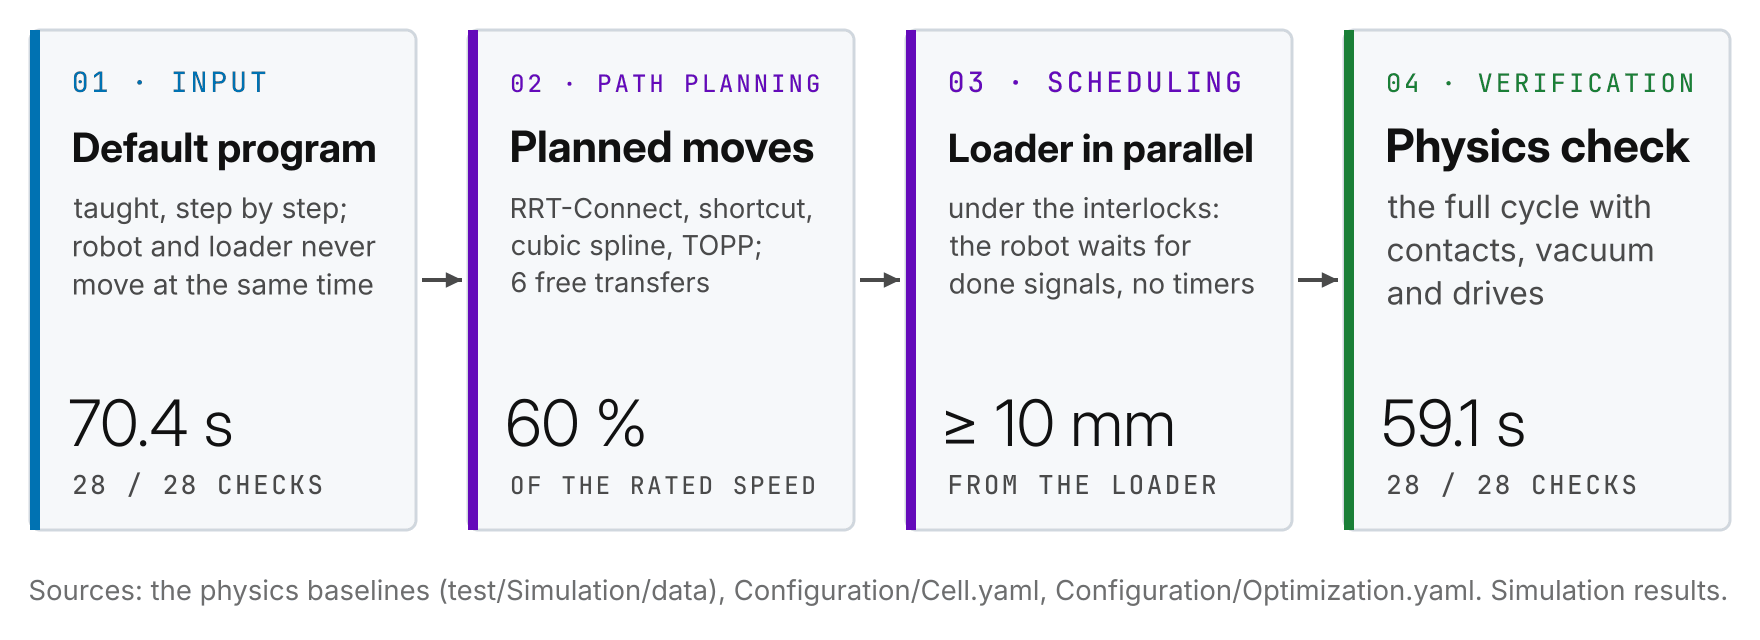 01 · INPUT
Default program
taught, step by step;
robot and loader never
move at the same time
70.4 s
28 / 28 CHECKS
02 · PATH PLANNING
Planned moves
RRT-Connect, shortcut,
cubic spline, TOPP;
6 free transfers
60 %
OF THE RATED SPEED
03 · SCHEDULING
Loader in parallel
under the interlocks:
the robot waits for
done signals, no timers
≥ 10 mm
FROM THE LOADER
04 · VERIFICATION
Physics check
the full cycle with
contacts, vacuum
and drives
59.1 s
28 / 28 CHECKS
Sources: the physics baselines (test/Simulation/data), Configuration/Cell.yaml, Configuration/Optimization.yaml. Simulation results.